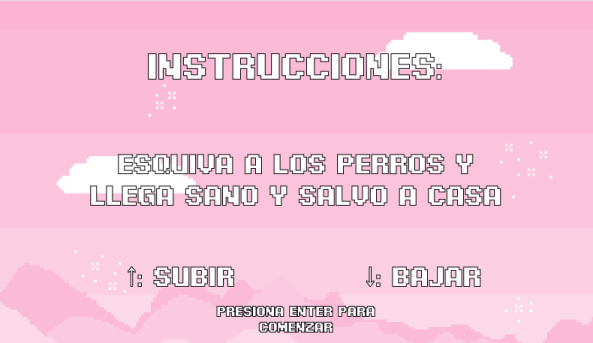 INSTRUCCIONES:
ESQUIVA A LOS PERROS Y
LLEGA SANO Y SALVO A CASA
↑: SUBIR
↓: BAJAR
PRESIONA ENTER PARA
COMENZAR